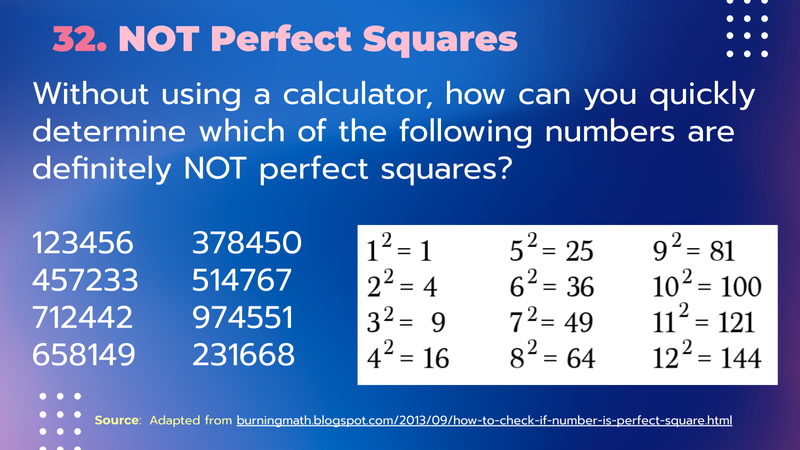 32. NOT Perfect Squares
Without using a calculator, how can you quickly
determine which of the following numbers are
definitely NOT perfect squares?
123456 378450
457233 514767
712442 974551
658149 231668
1² = 1 5² = 25 9² = 81
2² = 4 6² = 36 10² = 100
3² = 9 7² = 49 11² = 121
4² = 16 8² = 64 12² = 144
Source: Adapted from burningmath.blogspot.com/2013/09/how-to-check-if-number-is-perfect-square.html